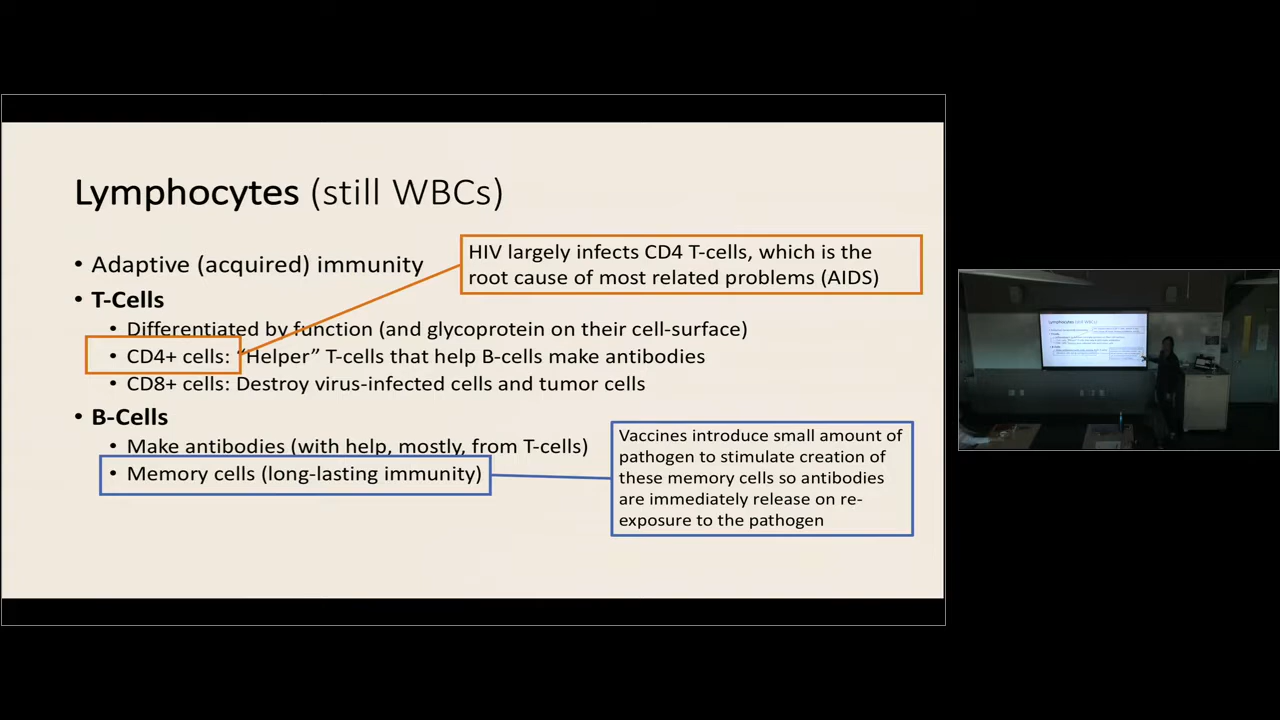 Lymphocytes (still WBCs)
• Adaptive (acquired) immunity
HIV largely infects CD4 T-cells, which is the
root cause of most related problems (AIDS)
• T-Cells
• Differentiated by function (and glycoprotein on their cell-surface)
• CD4+ cells: “Helper” T-cells that help B-cells make antibodies
• CD8+ cells: Destroy virus-infected cells and tumor cells
• B-Cells
• Make antibodies (with help, mostly, from T-cells)
• Memory cells (long-lasting immunity)
Vaccines introduce small amount of
pathogen to stimulate creation of
these memory cells so antibodies
are immediately release on re-
exposure to the pathogen
Lymphocytes (still WBCs)